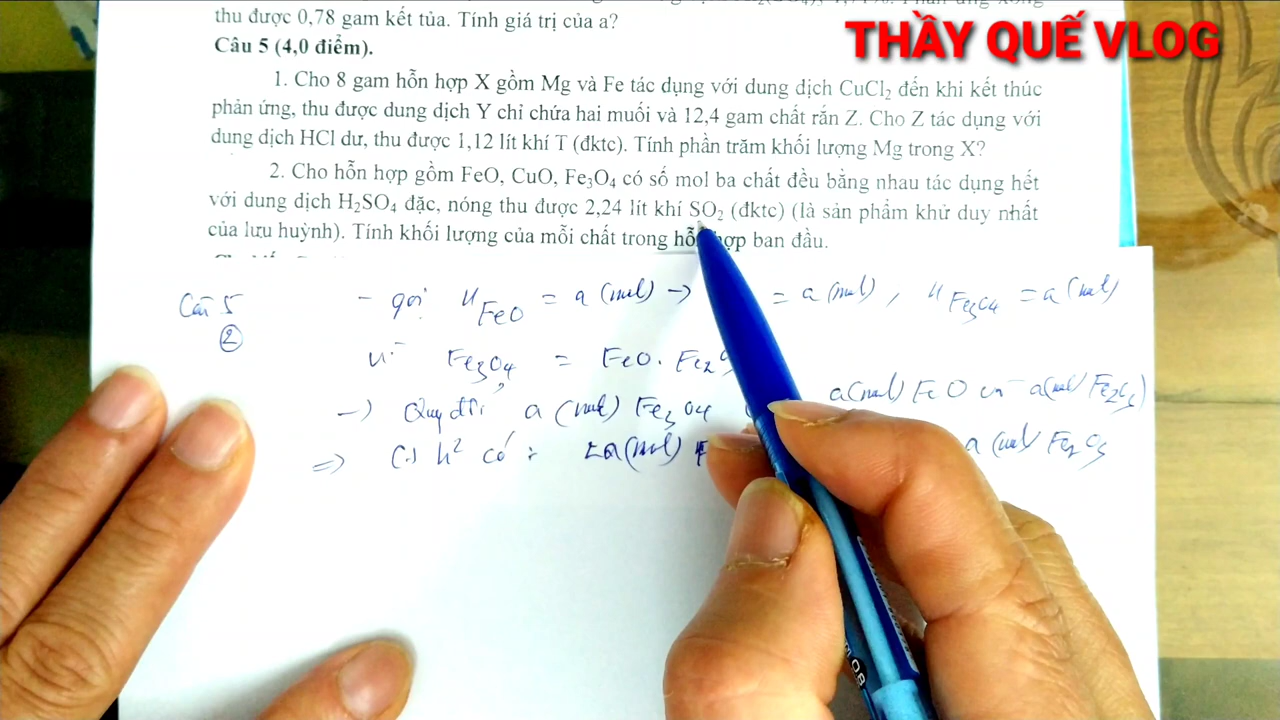 thu được 0,78 gam kết tủa. Tính giá trị của a?
THẦY QUẾ VLOG
Câu 5 (4,0 điểm).
1. Cho 8 gam hỗn hợp X gồm Mg và Fe tác dụng với dung dịch CuCl₂ đến khi kết thúc
phản ứng, thu được dung dịch Y chỉ chứa hai muối và 12,4 gam chất rắn Z. Cho Z tác dụng với
dung dịch HCl dư, thu được 1,12 lít khí T (đktc). Tính phần trăm khối lượng Mg trong X?
2. Cho hỗn hợp gồm FeO, CuO, Fe₃O₄ có số mol ba chất đều bằng nhau tác dụng hết
với dung dịch H₂SO₄ đặc, nóng thu được 2,24 lít khí SO₂ (đktc) (là sản phẩm khử duy nhất
của lưu huỳnh). Tính khối lượng của mỗi chất trong hỗn hợp ban đầu.
Câu 5 - gọi n FeO = a (mol) → = a (mol), n Fe₃O₄ = a (mol)
②
Vì Fe₃O₄ = FeO. Fe₂O₃
→ Quy đổi a (mol) Fe₃O₄ a (mol) FeO và a (mol) Fe₂O₃
⇒ có: 2a (mol) a (mol) Fe₂O₃